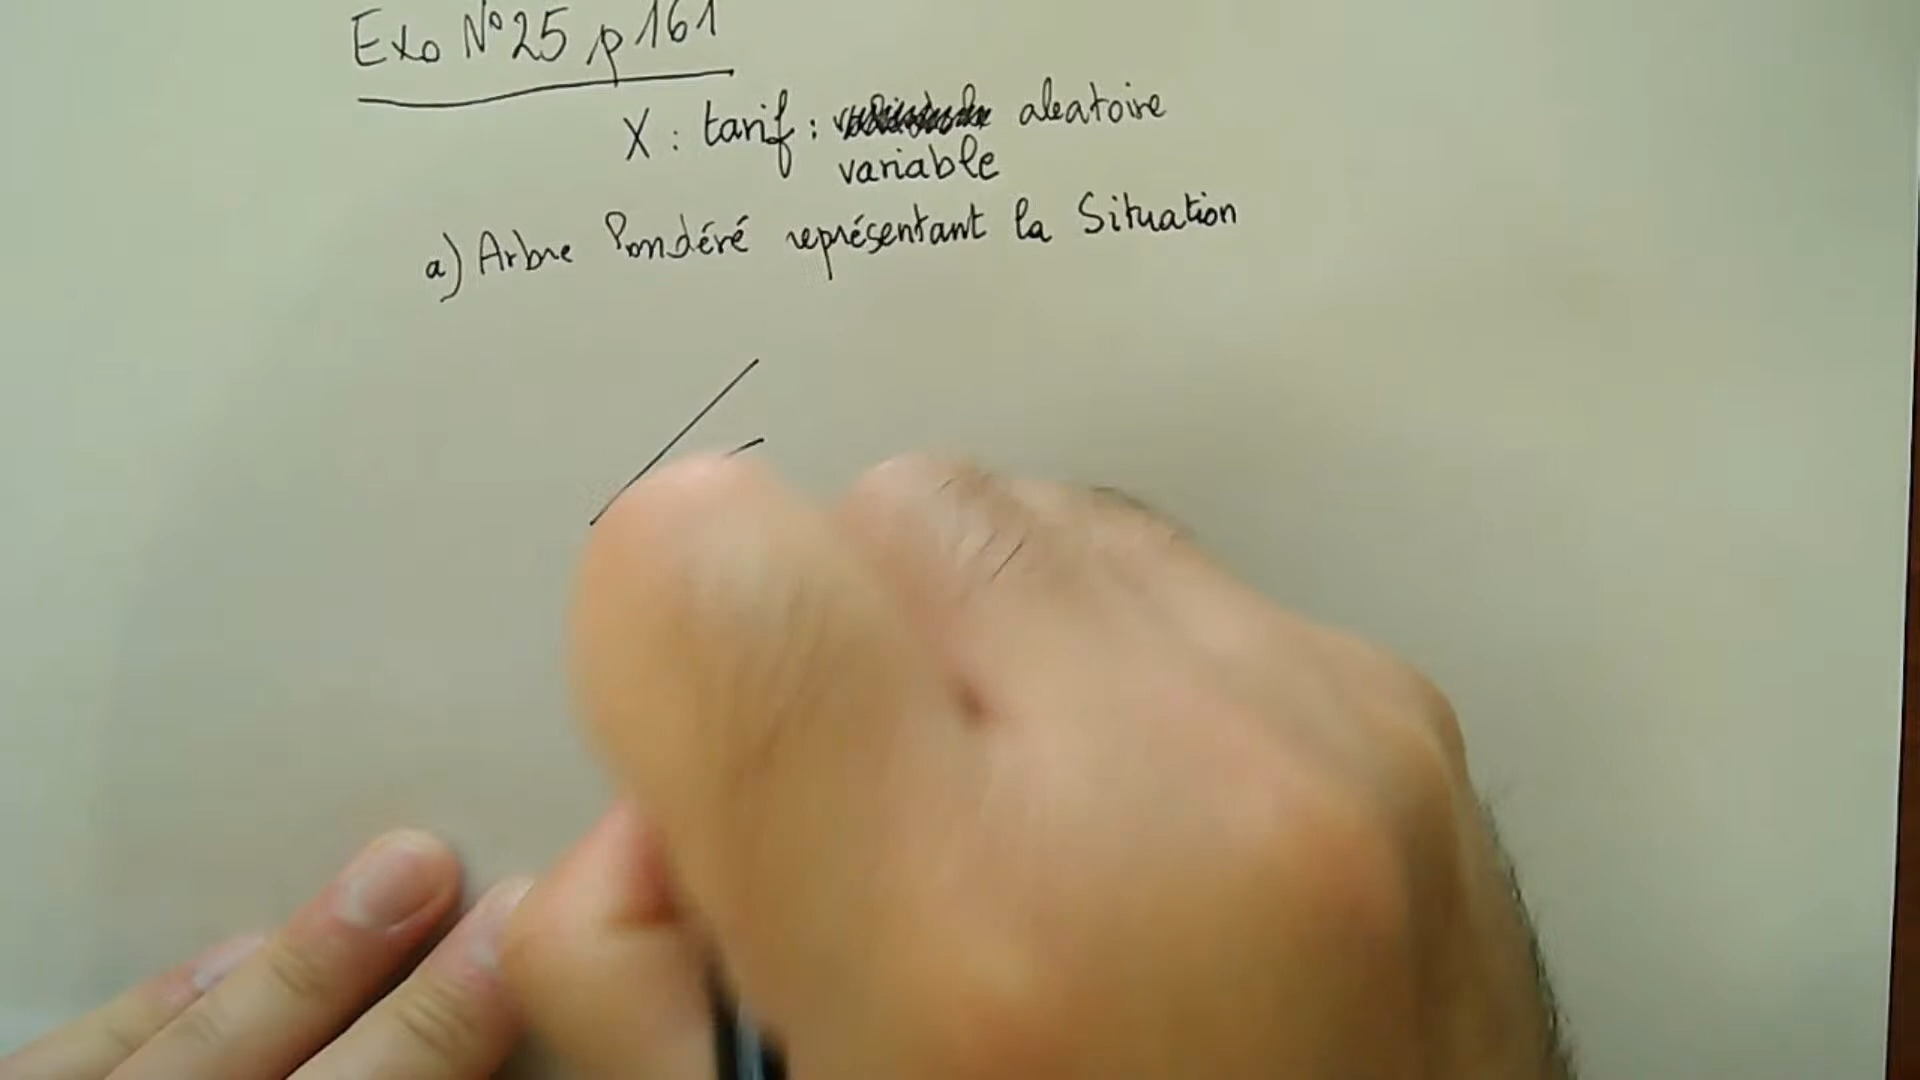 Exo N°25 p 161
X : tarif : aleatoire
variable
a) Arbre Pondéré représentant la Situation